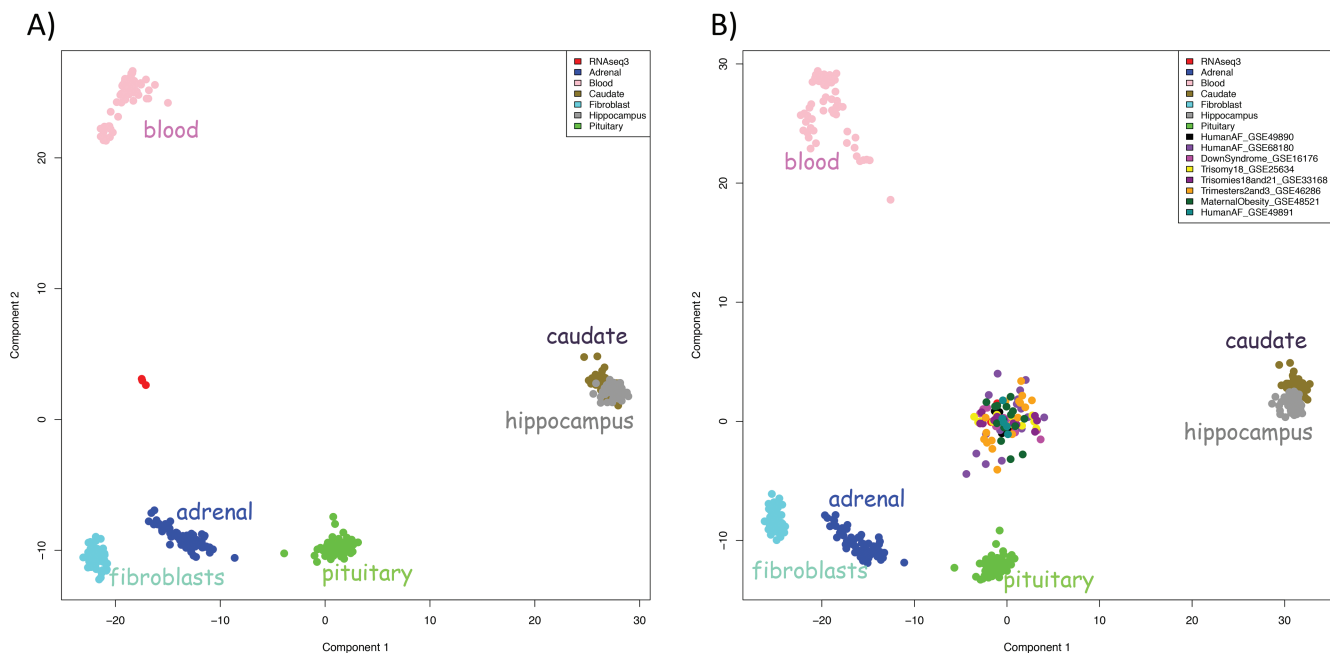 A)
RNAseq3
Adrenal
Blood
Caudate
Fibroblast
Hippocampus
Pituitary
blood
caudate
hippocampus
adrenal
fibroblasts
pituitary
Component 2
20
10
0
−10
−20
−10
0
10
20
30
Component 1
B)
RNAseq3
Adrenal
Blood
Caudate
Fibroblast
Hippocampus
Pituitary
HumanAF_GSE49890
HumanAF_GSE68180
DownSyndrome_GSE16176
Trisomy18_GSE25634
Trisomies18and21_GSE33168
Trimesters2and3_GSE46286
MaternalObesity_GSE48521
HumanAF_GSE49891
blood
caudate
hippocampus
adrenal
fibroblasts
pituitary
Component 2
30
20
10
0
−10
−20
−10
0
10
20
30
Component 1